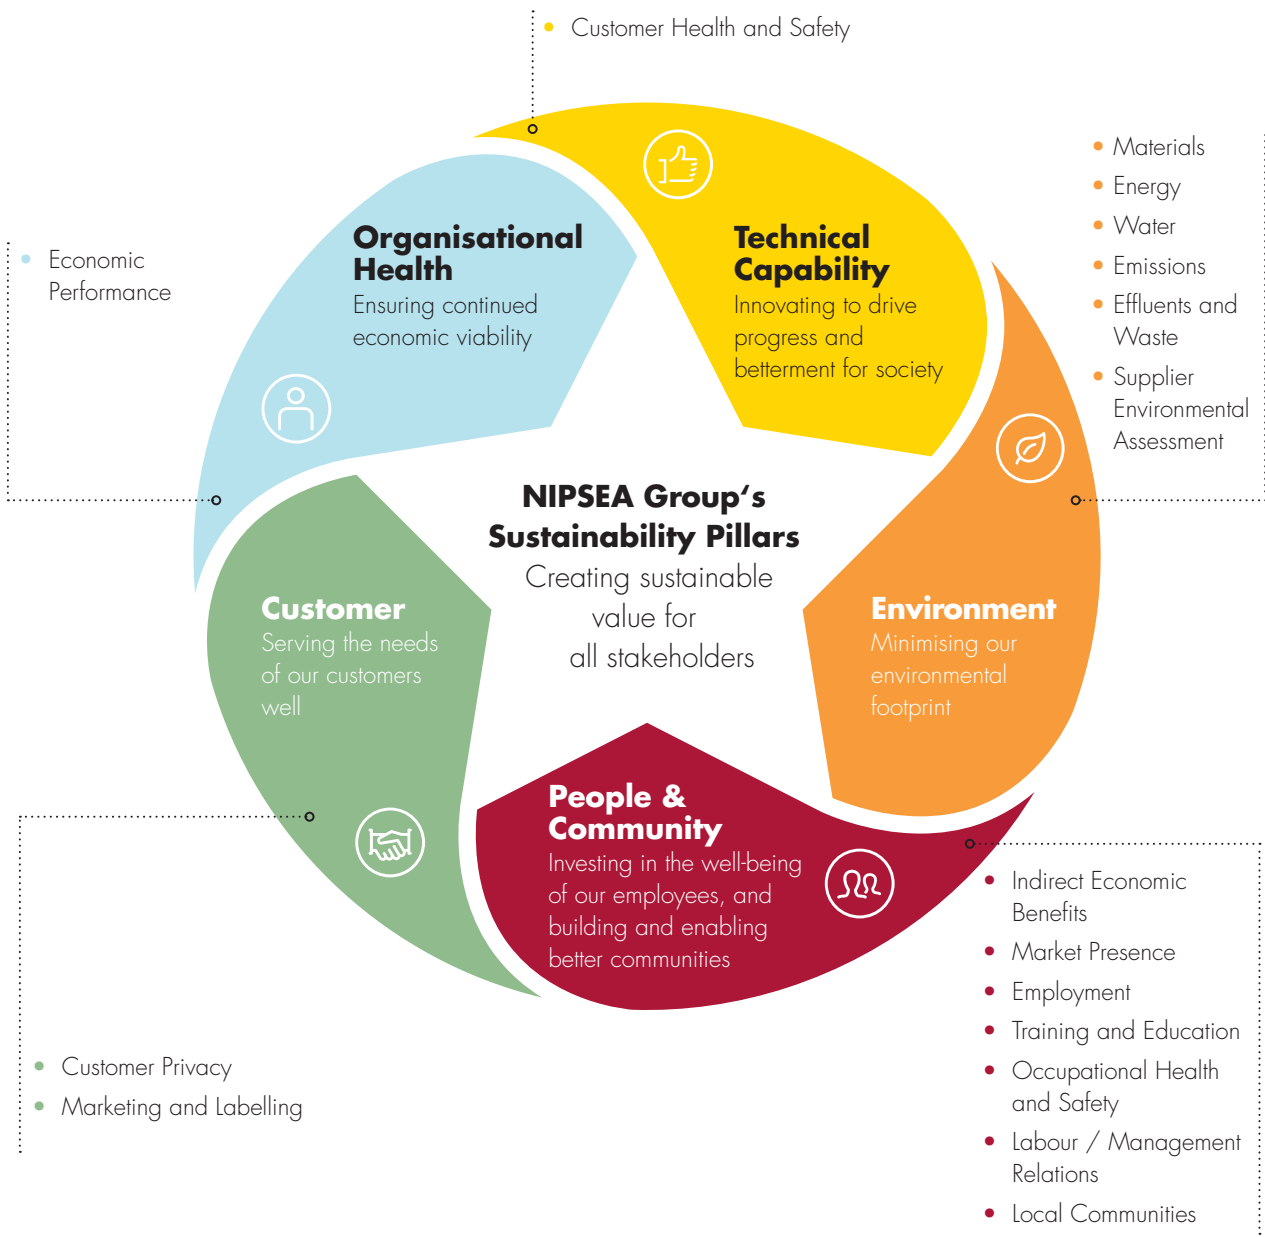 Customer Health and Safety
Materials
Energy
Water
Emissions
Effluents and
Waste
Supplier
Environmental
Assessment
Economic
Performance
Organisational
Health
Ensuring continued
economic viability
Technical
Capability
Innovating to drive
progress and
betterment for society
NIPSEA Group‘s
Sustainability Pillars
Creating sustainable
value for
all stakeholders
Customer
Serving the needs
of our customers
well
Environment
Minimising our
environmental
footprint
People &
Community
Investing in the well-being
of our employees, and
building and enabling
better communities
Customer Privacy
Marketing and Labelling
Indirect Economic
Benefits
Market Presence
Employment
Training and Education
Occupational Health
and Safety
Labour / Management
Relations
Local Communities